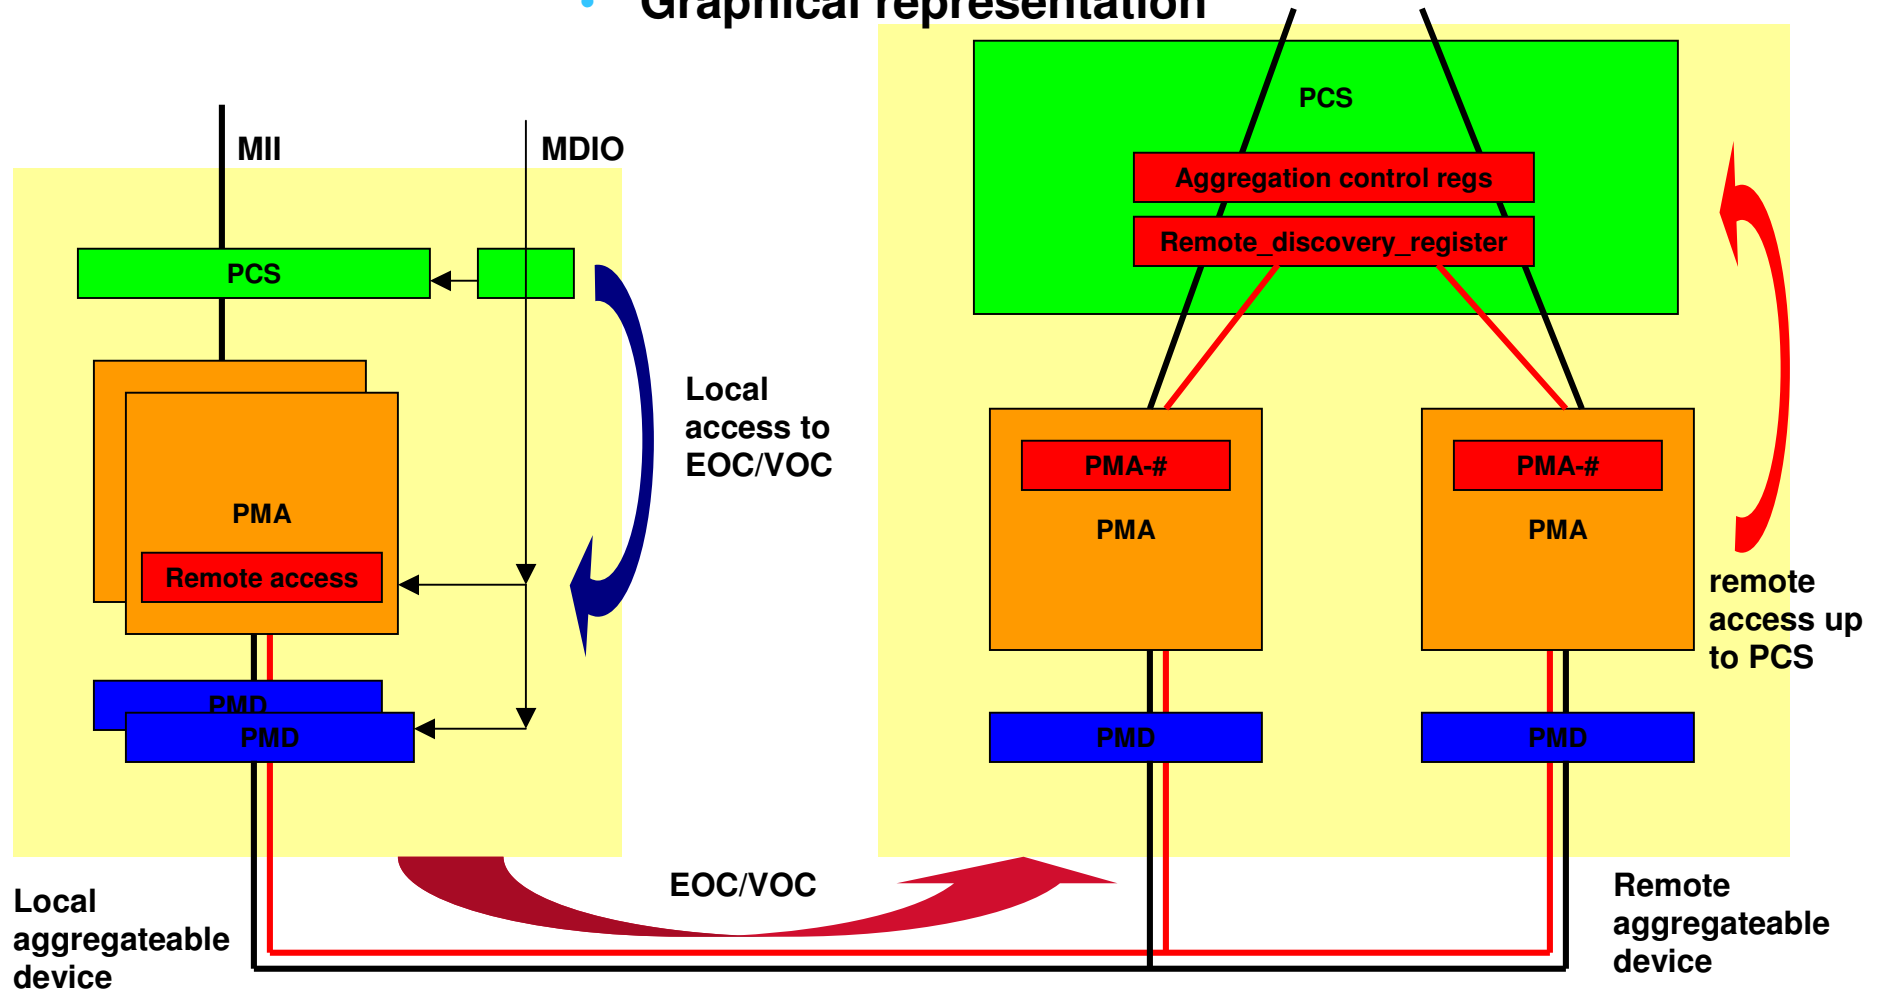 • Graphical representation
MII
MDIO
PCS
PMA
Remote access
PMD
PMD
Local
access to
EOC/VOC
Local
aggregateable
device
EOC/VOC
PCS
Aggregation control regs
Remote_discovery_register
PMA-#
PMA
PMA-#
PMA
PMD
PMD
remote
access up
to PCS
Remote
aggregateable
device